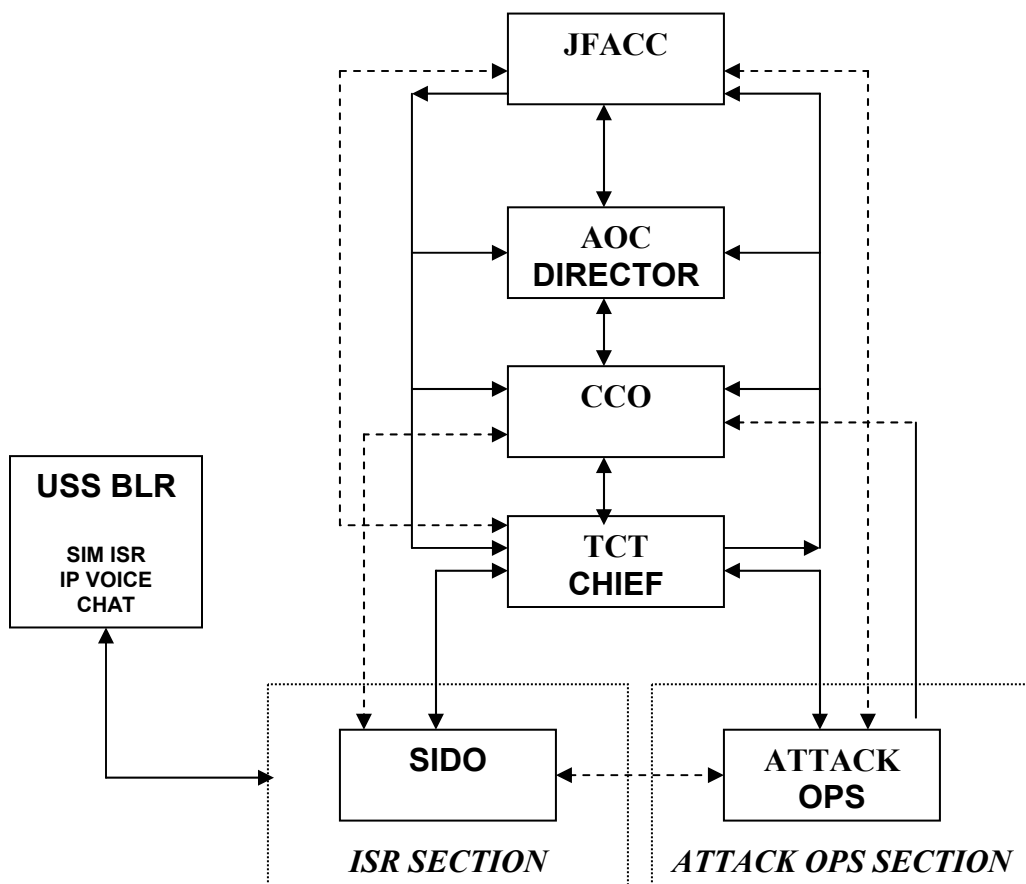 JFACC
AOC
DIRECTOR
CCO
USS BLR
SIM ISR
IP VOICE
CHAT
TCT
CHIEF
SIDO
ATTACK
OPS
ISR SECTION
ATTACK OPS SECTION